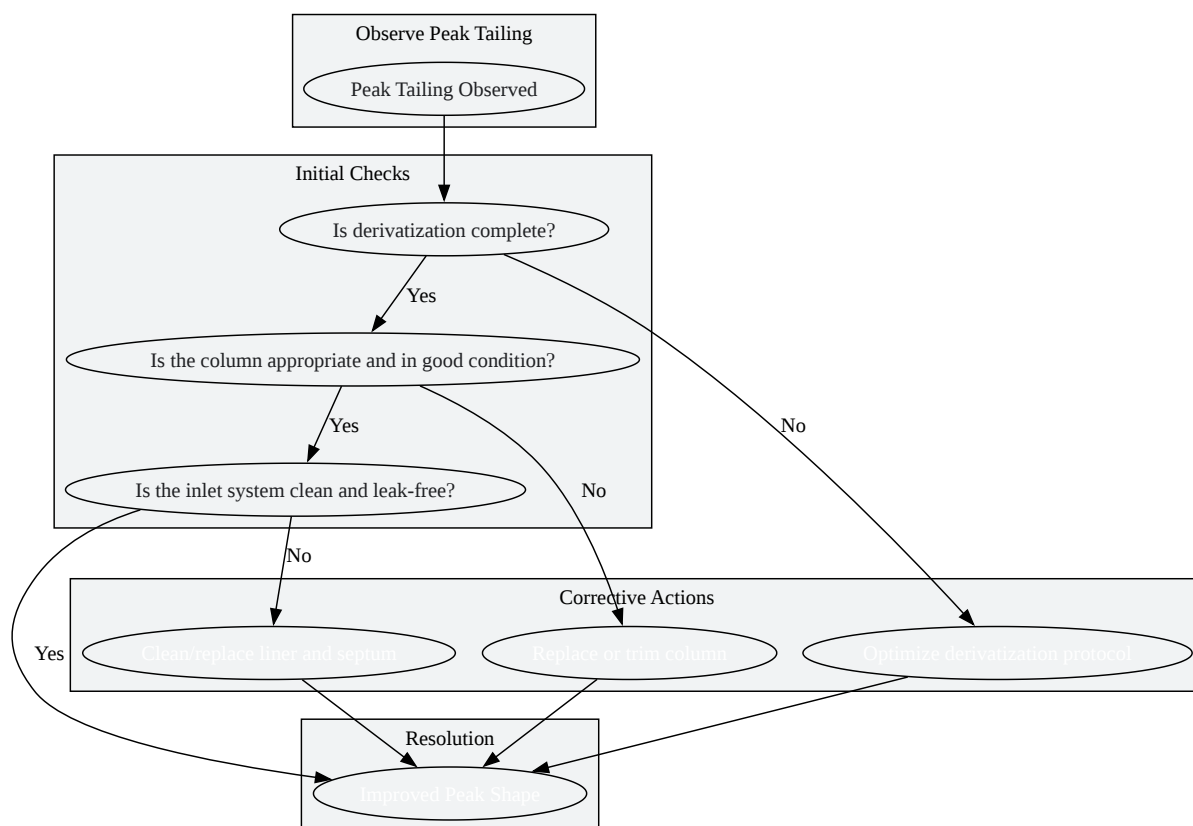 Observe Peak Tailing
Peak Tailing Observed
Initial Checks
Is derivatization complete?
Yes
Is the column appropriate and in good condition?
Yes
No
Is the inlet system clean and leak-free?
No
No
Corrective Actions
Yes
Clean/replace liner and septum
Replace or trim column
Optimize derivatization protocol
Resolution
Improved Peak Shape